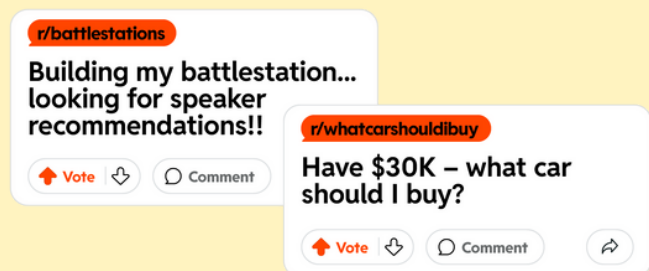 r/battlestations
Building my battlestation...
looking for speaker
recommendations!!
Vote
Comment
r/whatcarshouldibuy
Have $30K – what car
should I buy?
Vote
Comment